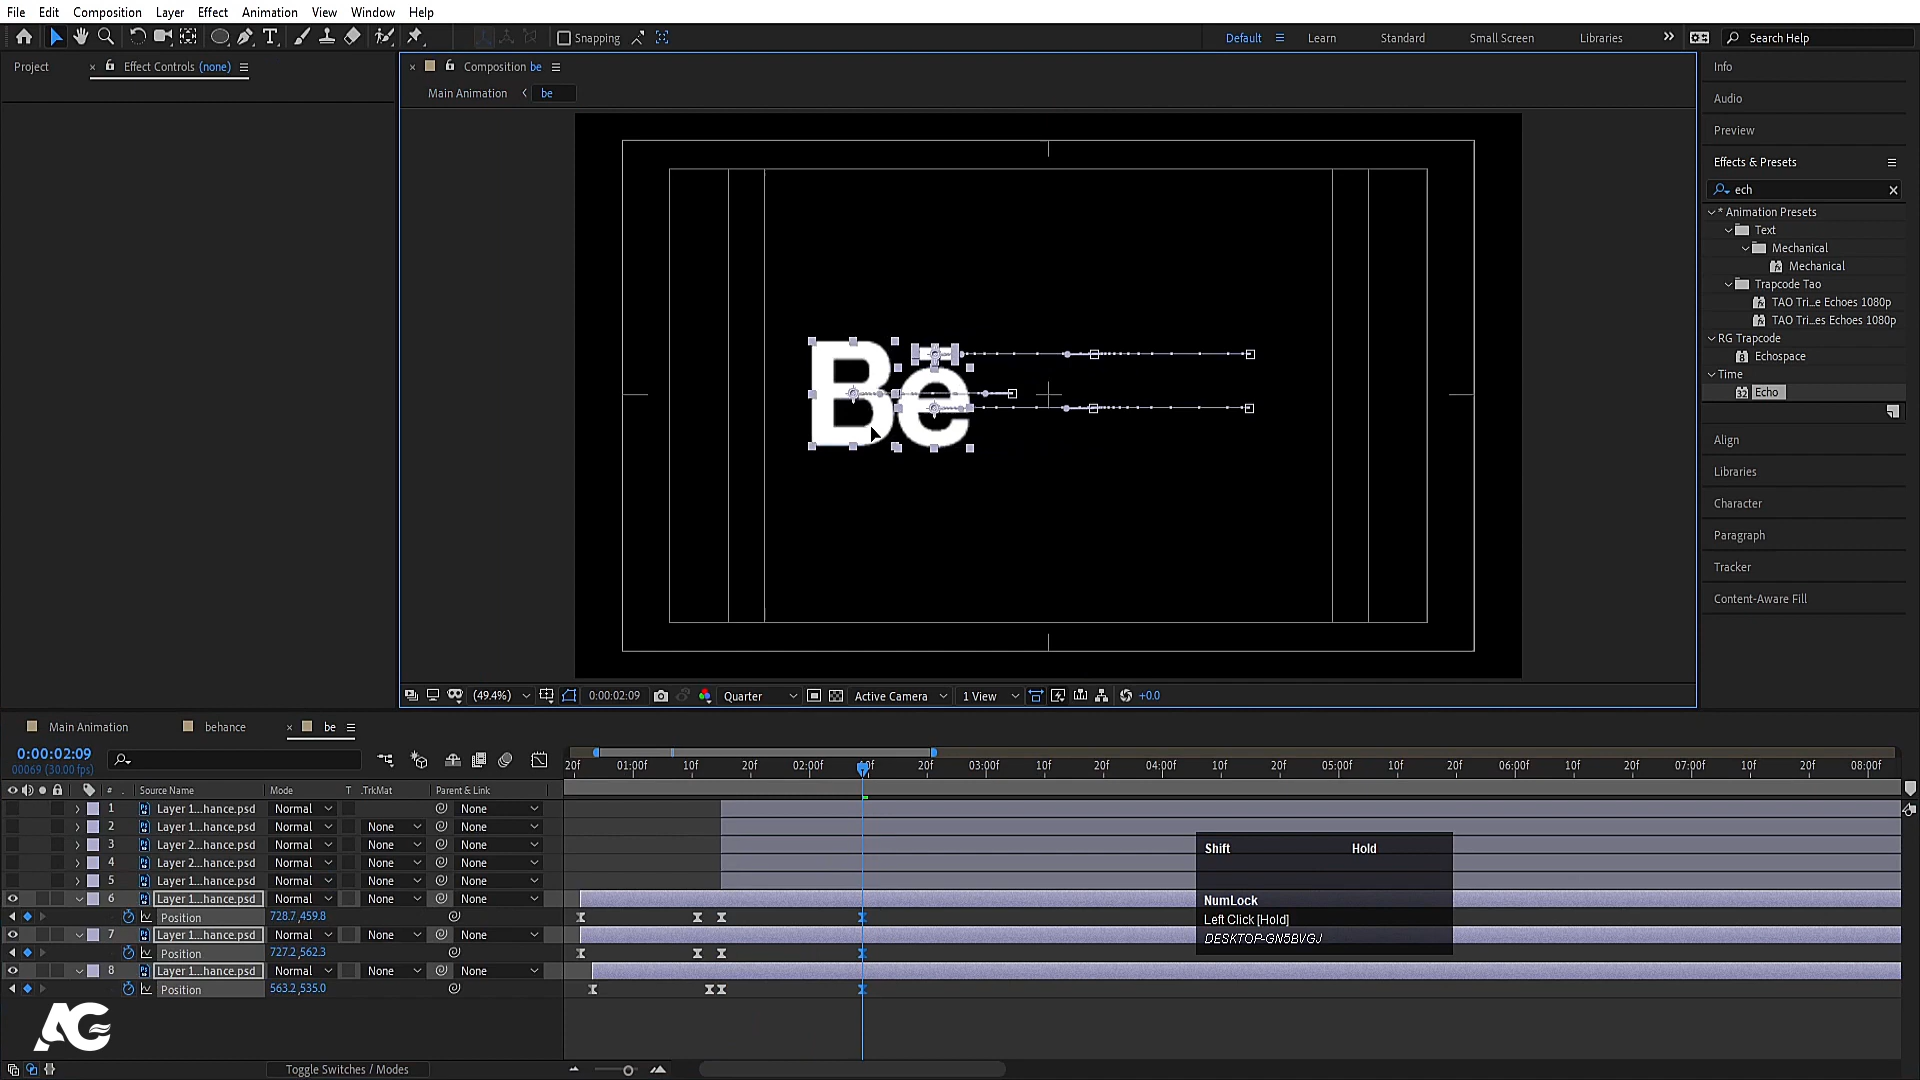 File Edit Composition Layer Effect Animation View Window Help
Snapping Default Learn Standard Small Screen Libraries Search Help
Project Effect Controls (none) Composition be Info
Main Animation be
Audio
Preview
Effects & Presets
ech
* Animation Presets
Text
Mechanical
Mechanical
Trapcode Tao
TAO Tri...e Echoes 1080p
TAO Tri...es Echoes 1080p
RG Trapcode
Echospace
Time
32 Echo
Align
Libraries
Character
Paragraph
Tracker
Content-Aware Fill
Be
(49.4%) 0:00:02:09 Quarter Active Camera 1 View +0.0
Main Animation behance be
0:00:02:09
00069 (30.00 fps)
20f 01:00f 10f 20f 02:00f 10f 20f 03:00f 10f 20f 04:00f 10f 20f 05:00f 10f 20f 06:00f 10f 20f 07:00f 10f 20f 08:00f
# Source Name Mode T .TrkMat Parent & Link
1 Layer 1...hance.psd Normal None
2 Layer 1...hance.psd Normal None None
3 Layer 2...hance.psd Normal None None
4 Layer 2...hance.psd Normal None None
5 Layer 1...hance.psd Normal None None
6 Layer 1...hance.psd Normal None None
Position 728.7,459.8
7 Layer 1...hance.psd Normal None None
Position 727.2,562.3
8 Layer 1...hance.psd Normal None None
Position 563.2,535.0
Shift Hold
NumLock
Left Click [Hold]
DESKTOP-GN5BVGJ
AG
Toggle Switches / Modes